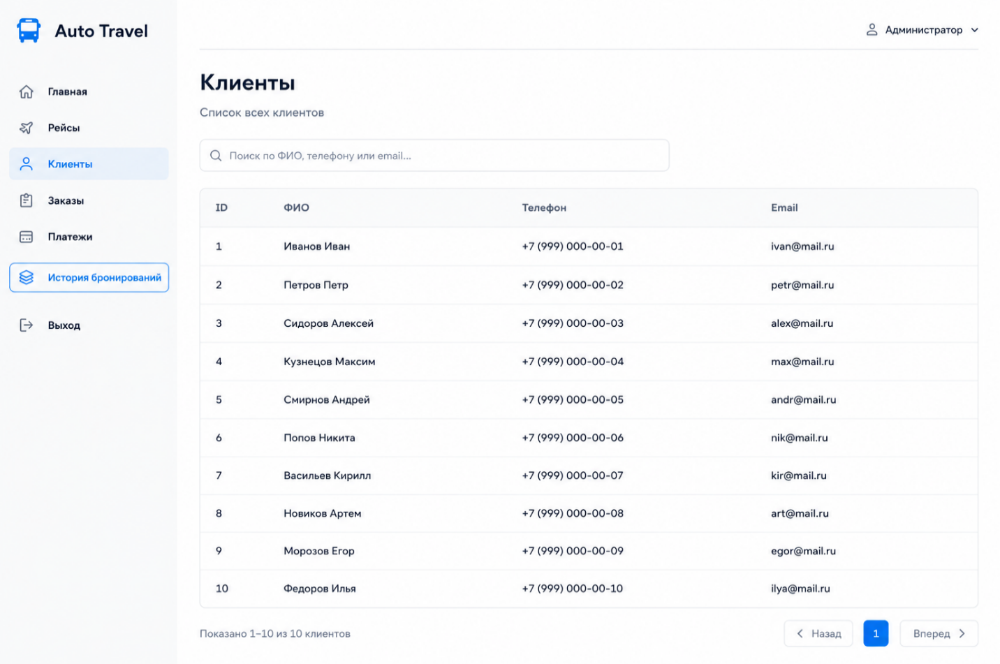 Auto Travel
Администратор
Главная
Рейсы
Клиенты
Заказы
Платежи
История бронирований
Выход
Клиенты
Список всех клиентов
Поиск по ФИО, телефону или email...
ID ФИО Телефон Email
1 Иванов Иван +7 (999) 000-00-01 ivan@mail.ru
2 Петров Петр +7 (999) 000-00-02 petr@mail.ru
3 Сидоров Алексей +7 (999) 000-00-03 alex@mail.ru
4 Кузнецов Максим +7 (999) 000-00-04 max@mail.ru
5 Смирнов Андрей +7 (999) 000-00-05 andr@mail.ru
6 Попов Никита +7 (999) 000-00-06 nik@mail.ru
7 Васильев Кирилл +7 (999) 000-00-07 kir@mail.ru
8 Новиков Артем +7 (999) 000-00-08 art@mail.ru
9 Морозов Егор +7 (999) 000-00-09 egor@mail.ru
10 Федоров Илья +7 (999) 000-00-10 ilya@mail.ru
Показано 1–10 из 10 клиентов
Назад 1 Вперед